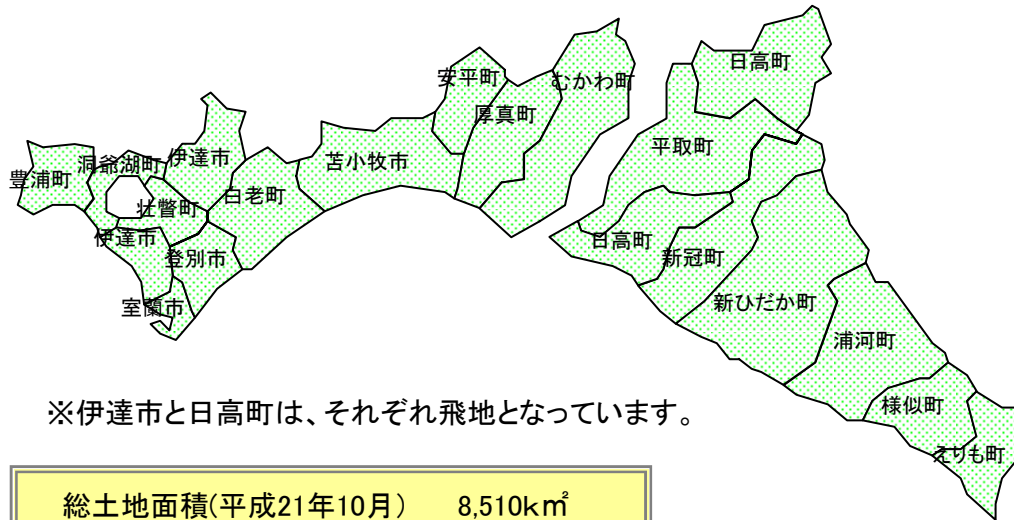 日高町
安平町
むかわ町
厚真町
平取町
伊達市
洞爺湖町
苫小牧市
豊浦町
白老町
壮瞥町
伊達市
日高町
登別市
新冠町
室蘭市
新ひだか町
浦河町
様似町
えりも町
※伊達市と日高町は、それぞれ飛地となっています。
総土地面積(平成21年10月) 8,510k㎡